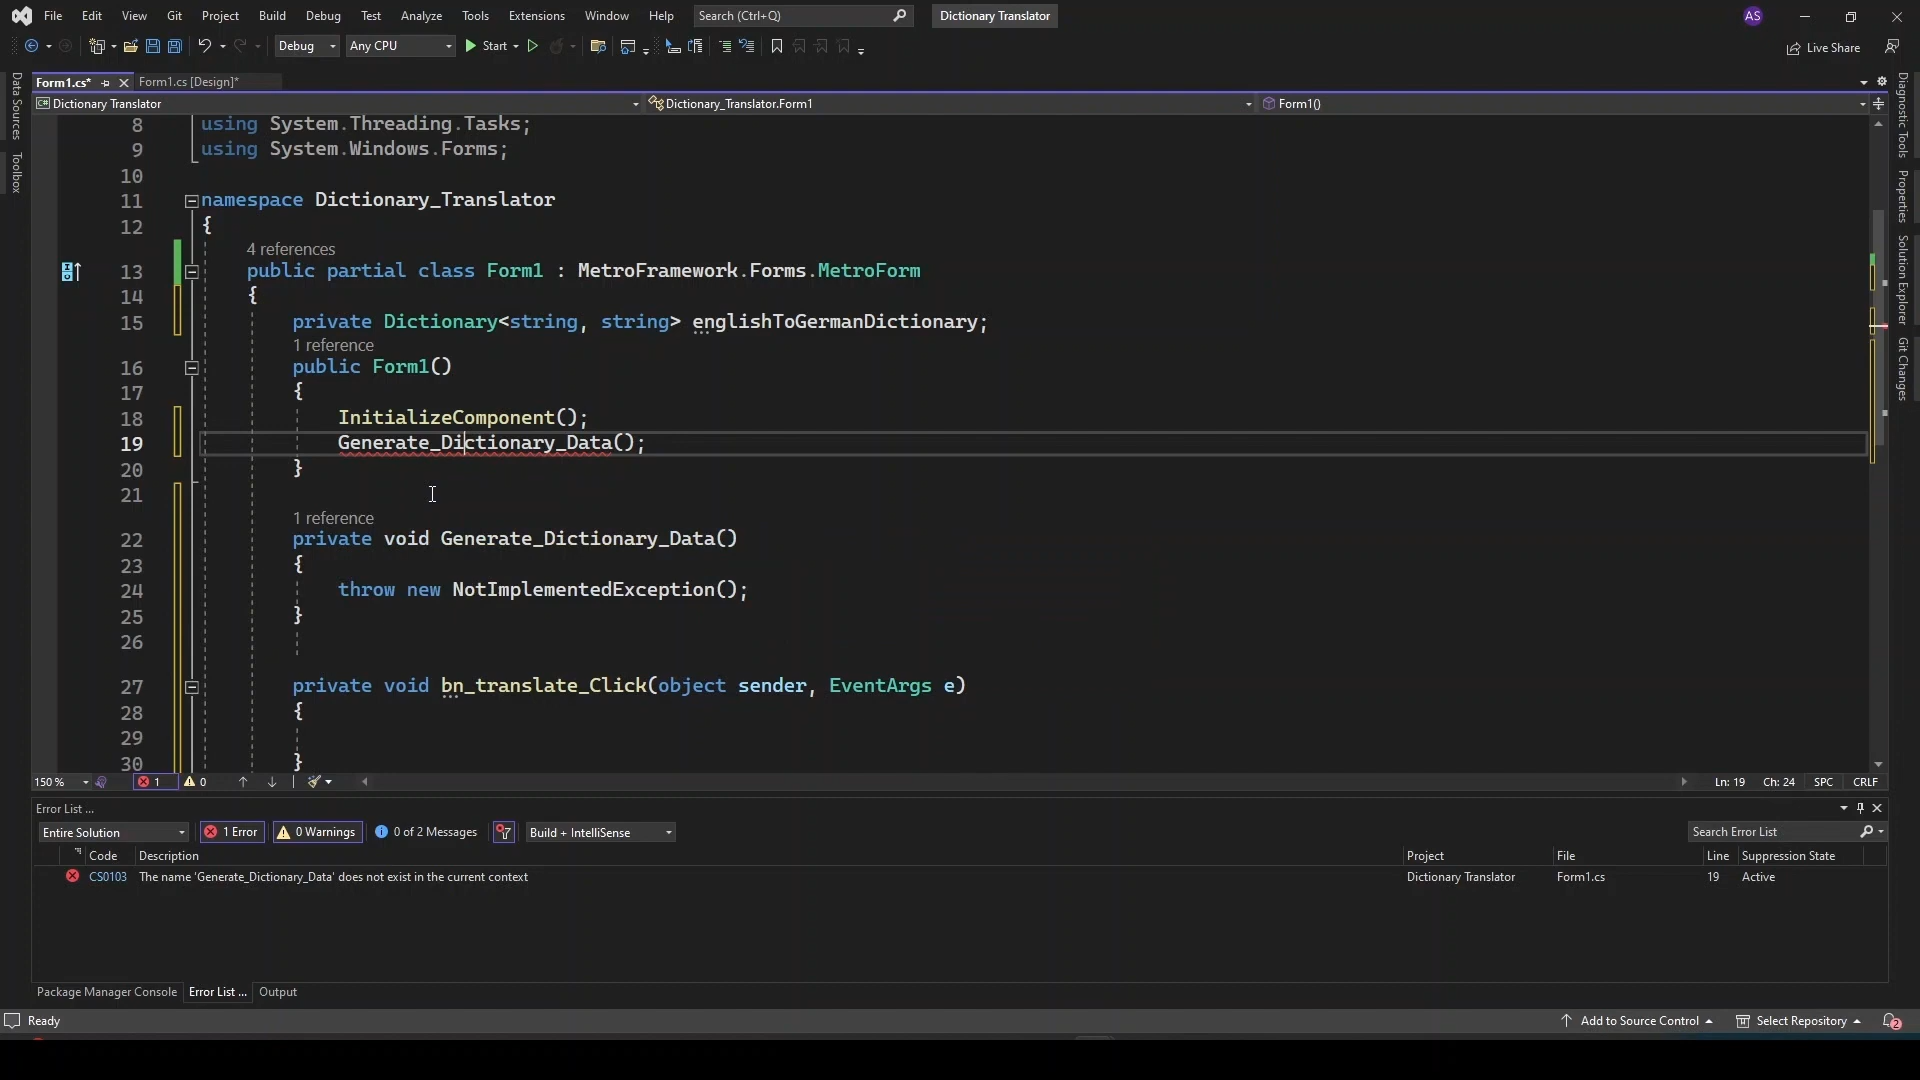 File Edit View Git Project Build Debug Test Analyze Tools Extensions Window Help Search (Ctrl+Q) Dictionary Translator AS
Debug Any CPU Start Live Share
Form1.cs* Form1.cs [Design]*
Dictionary Translator Dictionary_Translator.Form1 Form1()
Data Sources
Toolbox
Diagnostic Tools
Properties
Solution Explorer
Git Changes
8 using System.Threading.Tasks;
9 using System.Windows.Forms;
10
11 namespace Dictionary_Translator
12 {
4 references
13 public partial class Form1 : MetroFramework.Forms.MetroForm
14 {
15 private Dictionary<string, string> englishToGermanDictionary;
1 reference
16 public Form1()
17 {
18 InitializeComponent();
19 Generate_Dictionary_Data();
20 }
21
1 reference
22 private void Generate_Dictionary_Data()
23 {
24 throw new NotImplementedException();
25 }
26
27 private void bn_translate_Click(object sender, EventArgs e)
28 {
29
30 }
150 % 1 0 Ln: 19 Ch: 24 SPC CRLF
Error List ...
Entire Solution 1 Error 0 Warnings 0 of 2 Messages Build + IntelliSense Search Error List
Code Description Project File Line Suppression State
CS0103 The name 'Generate_Dictionary_Data' does not exist in the current context Dictionary Translator Form1.cs 19 Active
Package Manager Console Error List ... Output
Ready Add to Source Control Select Repository 2